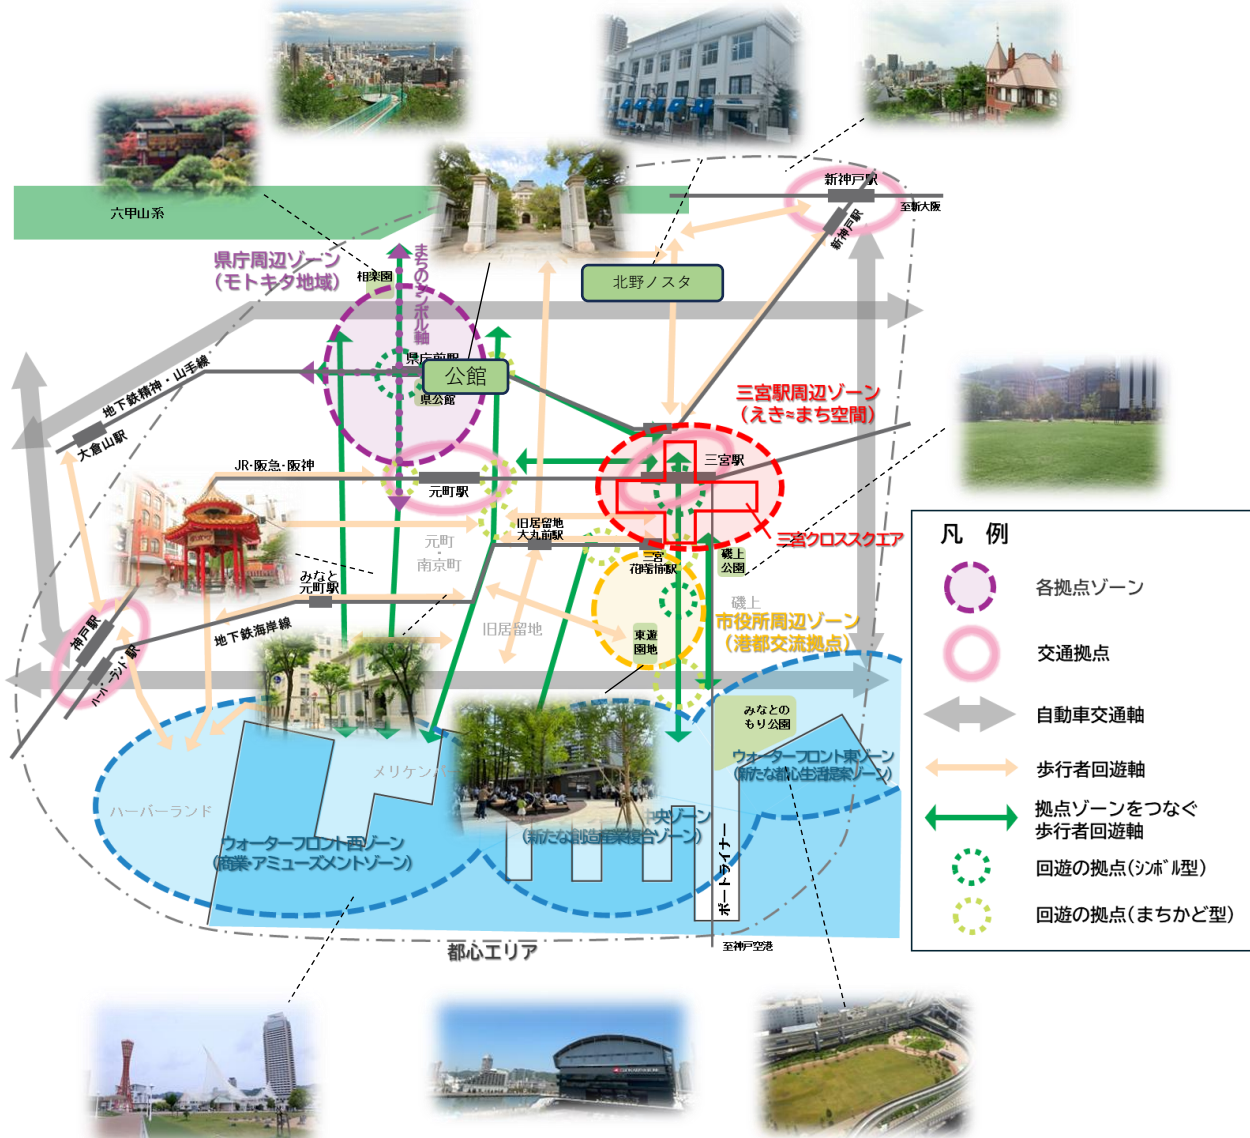 六甲山系
新神戸駅
至新大阪
新神戸駅
県庁周辺ゾーン
（モトキタ地域）
相楽園
まちのシンボル軸
北野ノスタ
県庁前駅
公館
県公館
地下鉄精神・山手線
大倉山駅
三宮駅周辺ゾーン
（えき≈まち空間）
三宮駅
JR・阪急・阪神
元町駅
旧居留地
大丸前駅
三宮クロススクエア
元町
・
南京町
三宮
花時計前駅
磯上
公園
みなと
元町駅
磯上
市役所周辺ゾーン
（港都交流拠点）
神戸駅
ハーバーランド駅
地下鉄海岸線
旧居留地
東遊
園地
みなとの
もり公園
メリケンパ
ハーバーランド
ウォーターフロント東ゾーン
（新たな都心生活提案ゾーン）
中央ゾーン
（新たな創造産業複合ゾーン）
ウォーターフロント西ゾーン
（商業・アミューズメントゾーン）
ポートライナー
都心エリア
至神戸空港
凡 例
各拠点ゾーン
交通拠点
自動車交通軸
歩行者回遊軸
拠点ゾーンをつなぐ
歩行者回遊軸
回遊の拠点(ｼﾝﾎﾞﾙ型)
回遊の拠点(まちかど型)